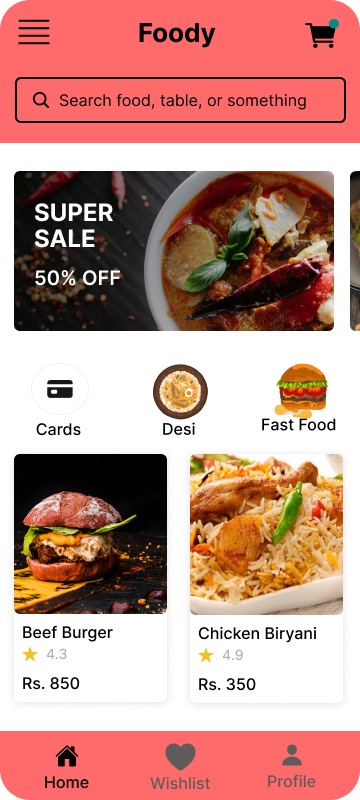 Foody
Search food, table, or something
SUPER
SALE
50% OFF
Cards
Desi
Fast Food
Beef Burger
4.3
Rs. 850
Chicken Biryani
4.9
Rs. 350
Home
Wishlist
Profile